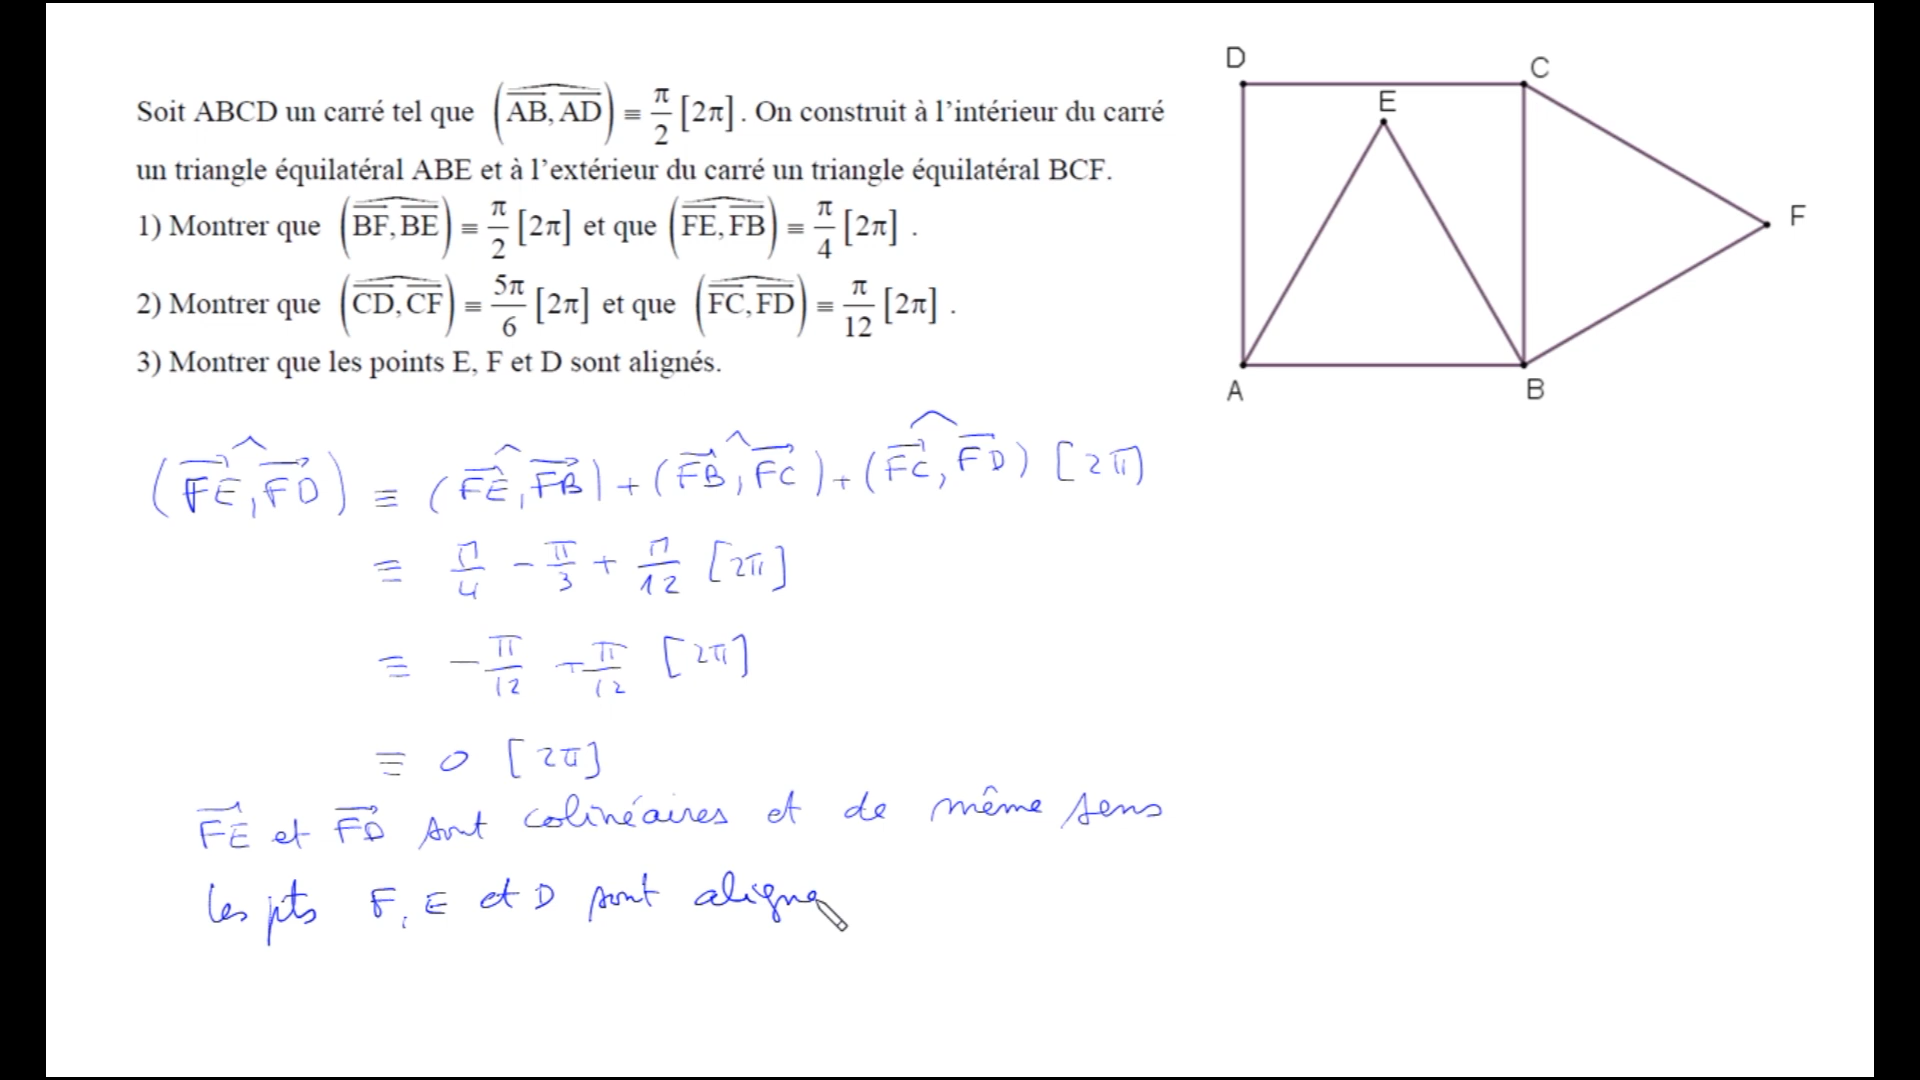 Soit ABCD un carré tel que (AB, AD) ≡ π/2 [2π]. On construit à l'intérieur du carré
un triangle équilatéral ABE et à l'extérieur du carré un triangle équilatéral BCF.
1) Montrer que (BF, BE) ≡ π/2 [2π] et que (FE, FB) ≡ π/4 [2π] .
2) Montrer que (CD, CF) ≡ 5π/6 [2π] et que (FC, FD) ≡ π/12 [2π] .
3) Montrer que les points E, F et D sont alignés.
D
C
E
F
A
B
(FE, FD) ≡ (FE, FB) + (FB, FC) + (FC, FD) [2π]
≡ π/4 - π/3 + π/12 [2π]
≡ - π/12 + π/12 [2π]
≡ 0 [2π]
FE et FD sont colinéaires et de même sens
les pts F, E et D sont aligne